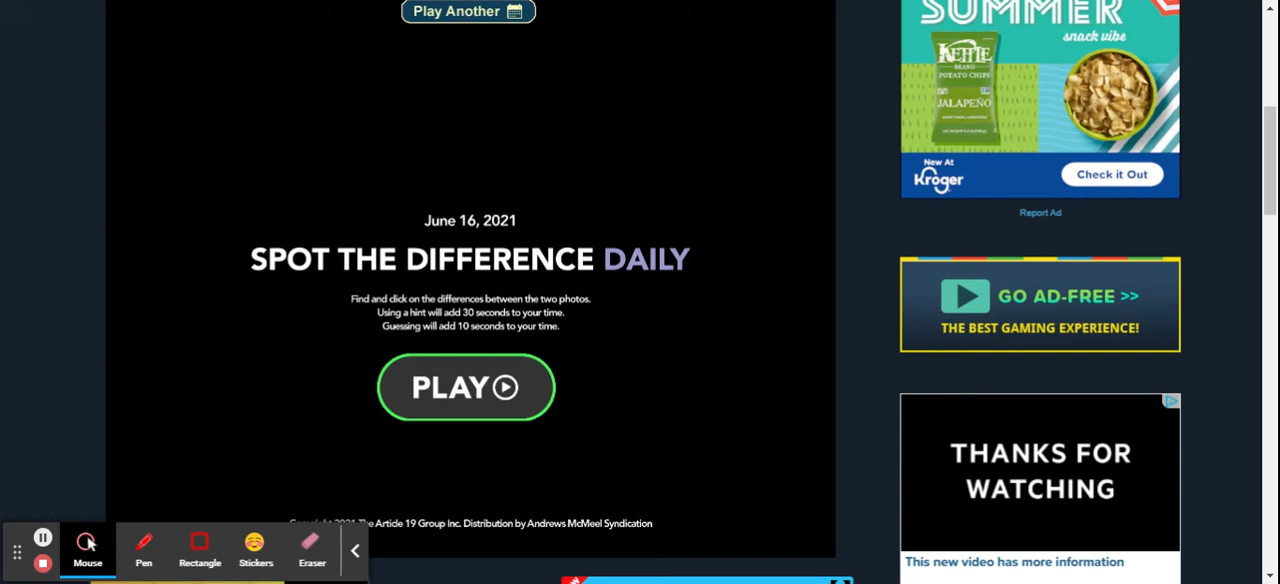 Play Another
June 16, 2021
SPOT THE DIFFERENCE DAILY
Find and click on the differences between the two photos.
Using a hint will add 30 seconds to your time.
Guessing will add 10 seconds to your time.
PLAY
The Article 19 Group Inc. Distribution by Andrews McMeel Syndication
Mouse
Pen
Rectangle
Stickers
Eraser
SUMMER
snack vibe
KETTLE
BRAND
POTATO CHIPS
JALAPEÑO
New At
Kroger
Check it Out
Report Ad
GO AD-FREE >>
THE BEST GAMING EXPERIENCE!
THANKS FOR
WATCHING
This new video has more information